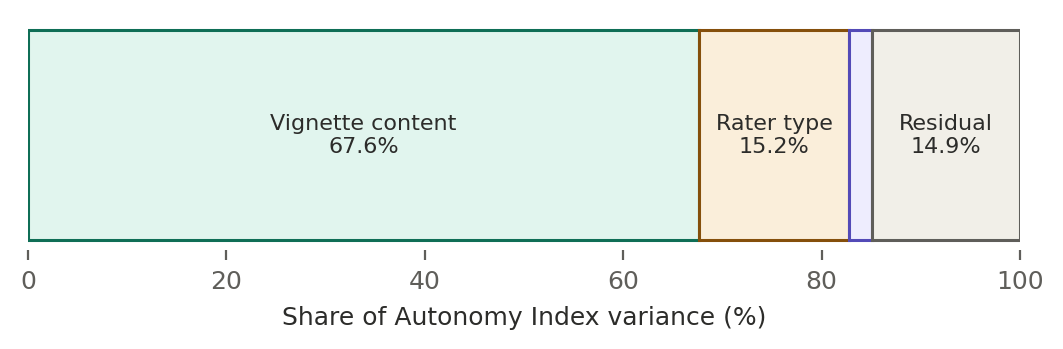 Vignette content
67.6%
Rater type
15.2%
Residual
14.9%
0 20 40 60 80 100
Share of Autonomy Index variance (%)